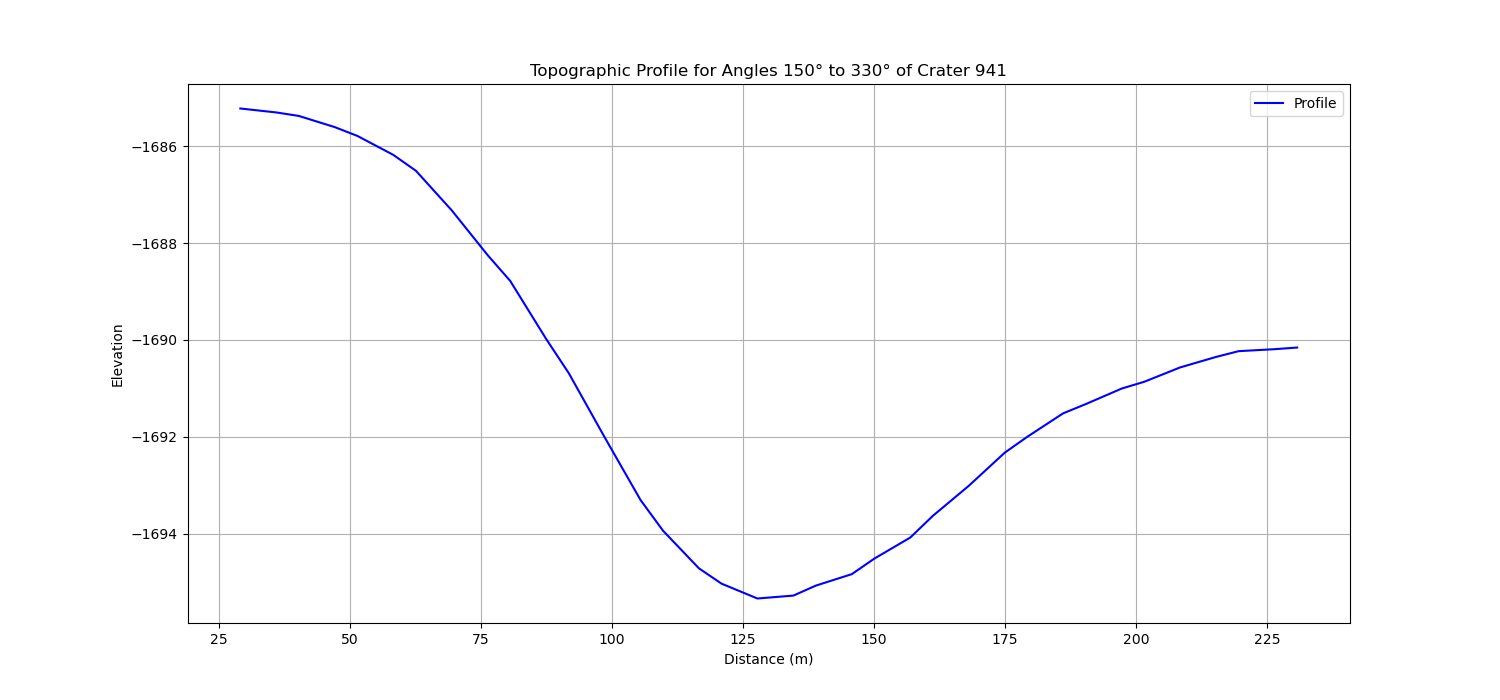 Topographic Profile for Angles 150° to 330° of Crater 941
Profile
Elevation
−1686
−1688
−1690
−1692
−1694
25 50 75 100 125 150 175 200 225
Distance (m)